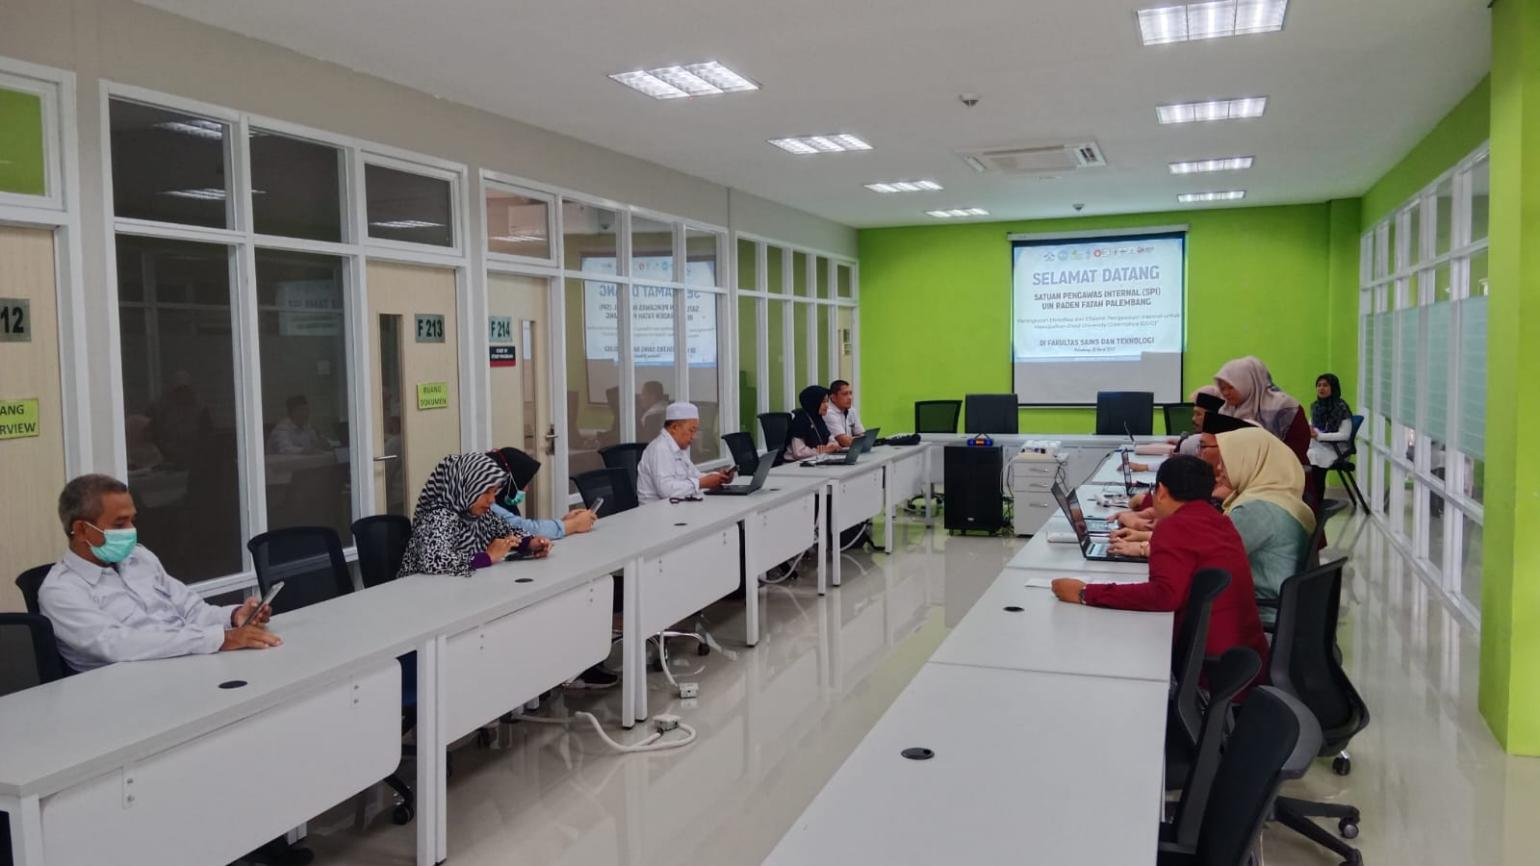 12
ANG
RVIEW
F 213
RUANG
DOKUMEN
F 214
SELAMAT DATANG
SATUAN PENGAWAS INTERNAL (SPI)
UIN RADEN FATAH PALEMBANG
DI FAKULTAS SAINS DAN TEKNOLOGI